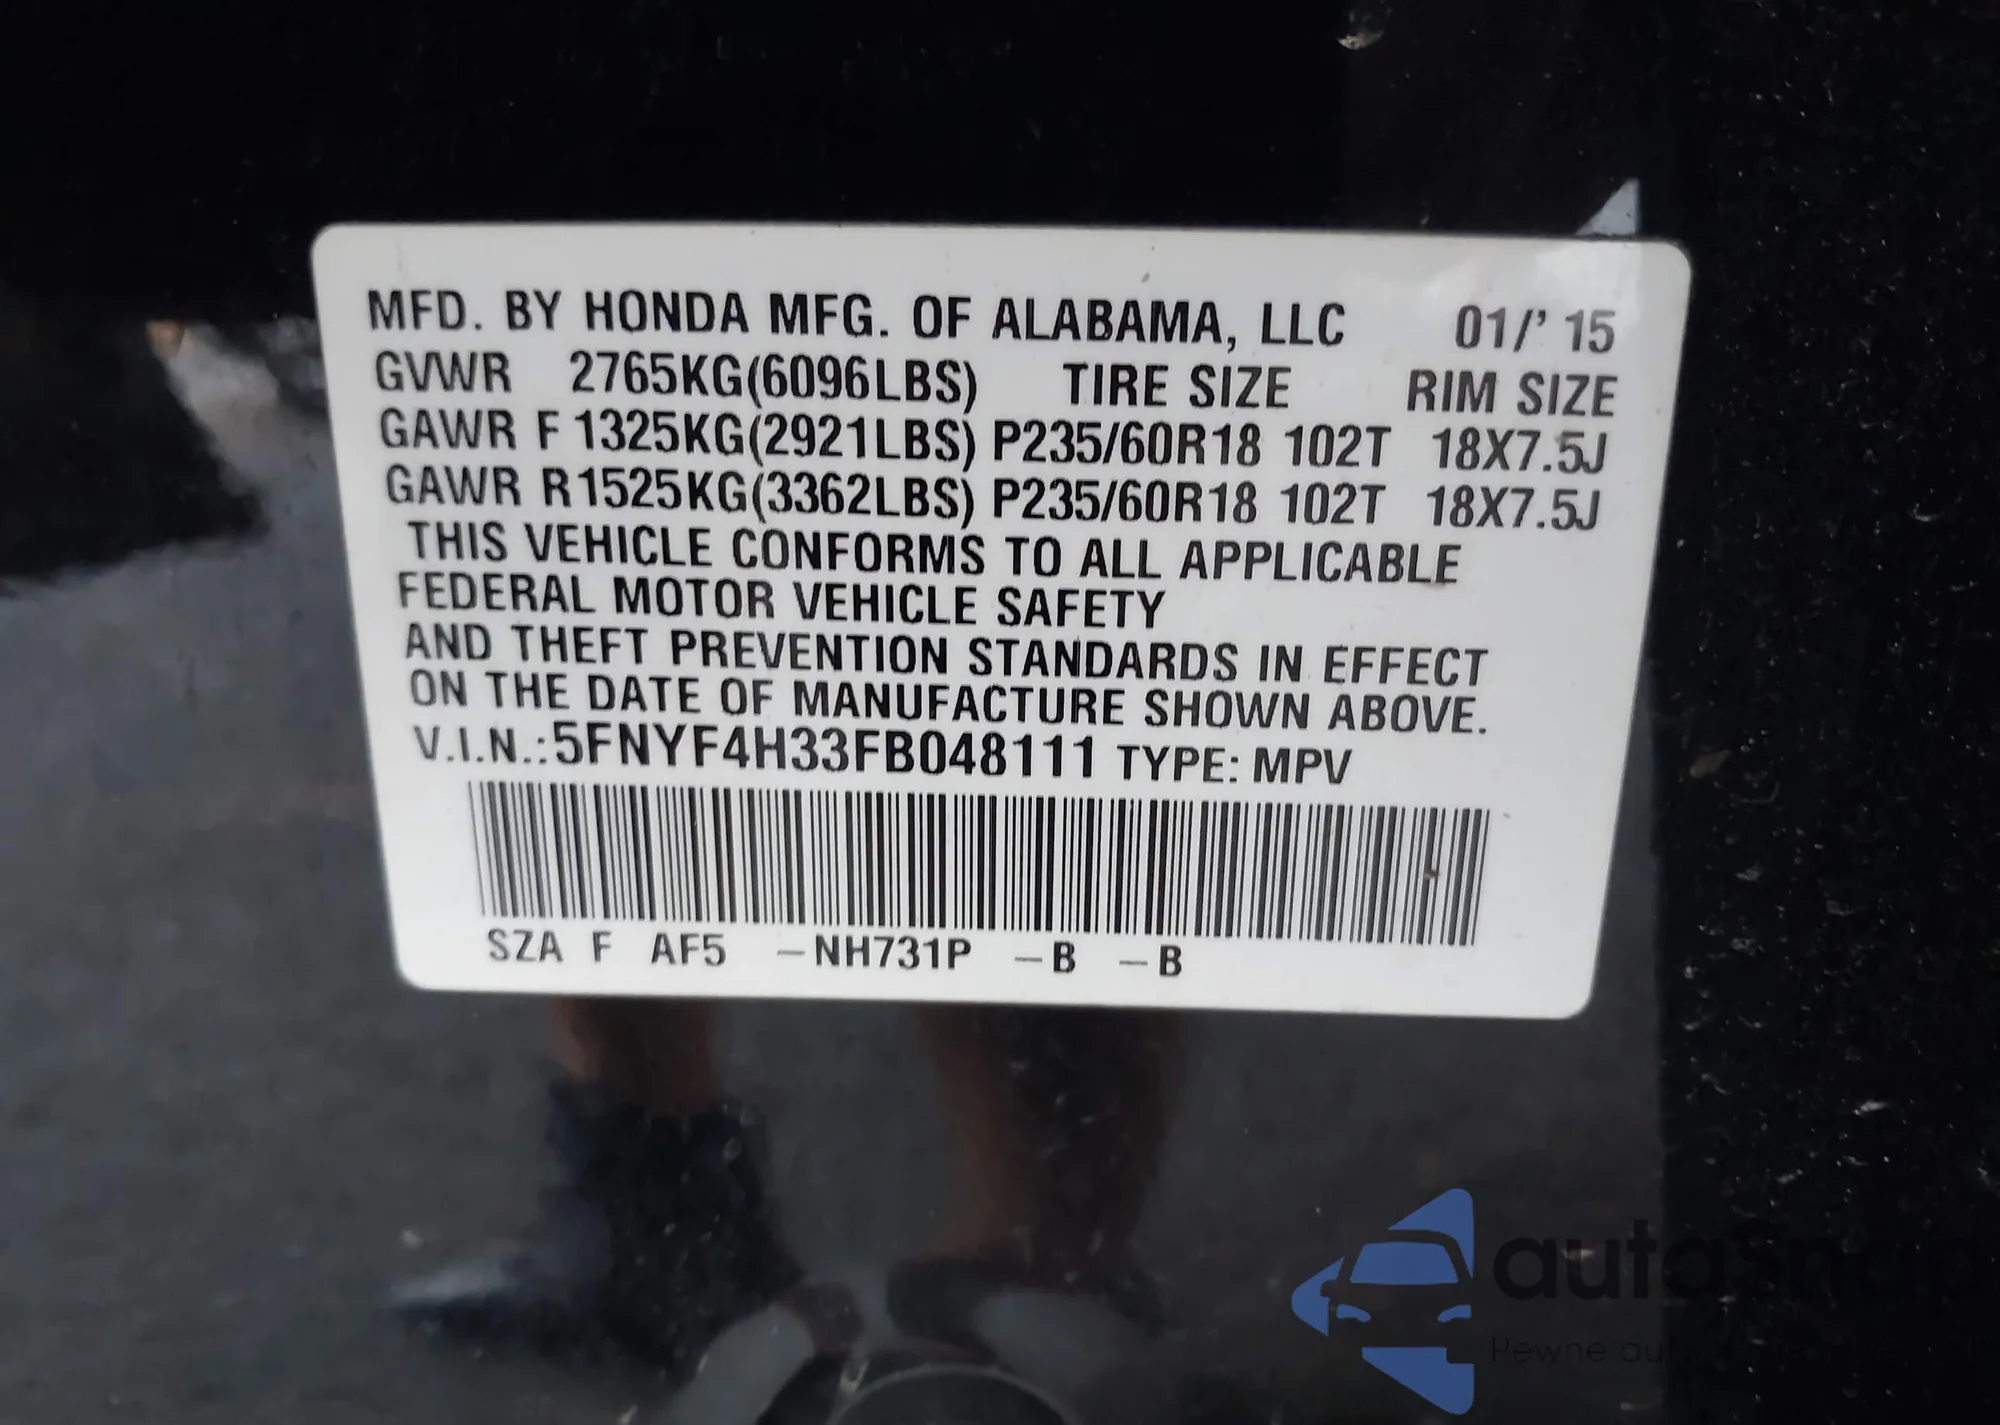 MFD. BY HONDA MFG. OF ALABAMA, LLC 01/' 15
GVWR 2765KG(6096LBS) TIRE SIZE RIM SIZE
GAWR F 1325KG(2921LBS) P235/60R18 102T 18X7.5J
GAWR R 1525KG(3362LBS) P235/60R18 102T 18X7.5J
THIS VEHICLE CONFORMS TO ALL APPLICABLE
FEDERAL MOTOR VEHICLE SAFETY
AND THEFT PREVENTION STANDARDS IN EFFECT
ON THE DATE OF MANUFACTURE SHOWN ABOVE.
V.I.N.:5FNYF4H33FB048111 TYPE: MPV
SZA F AF5 -NH731P -B -B
autasnap
Pewne